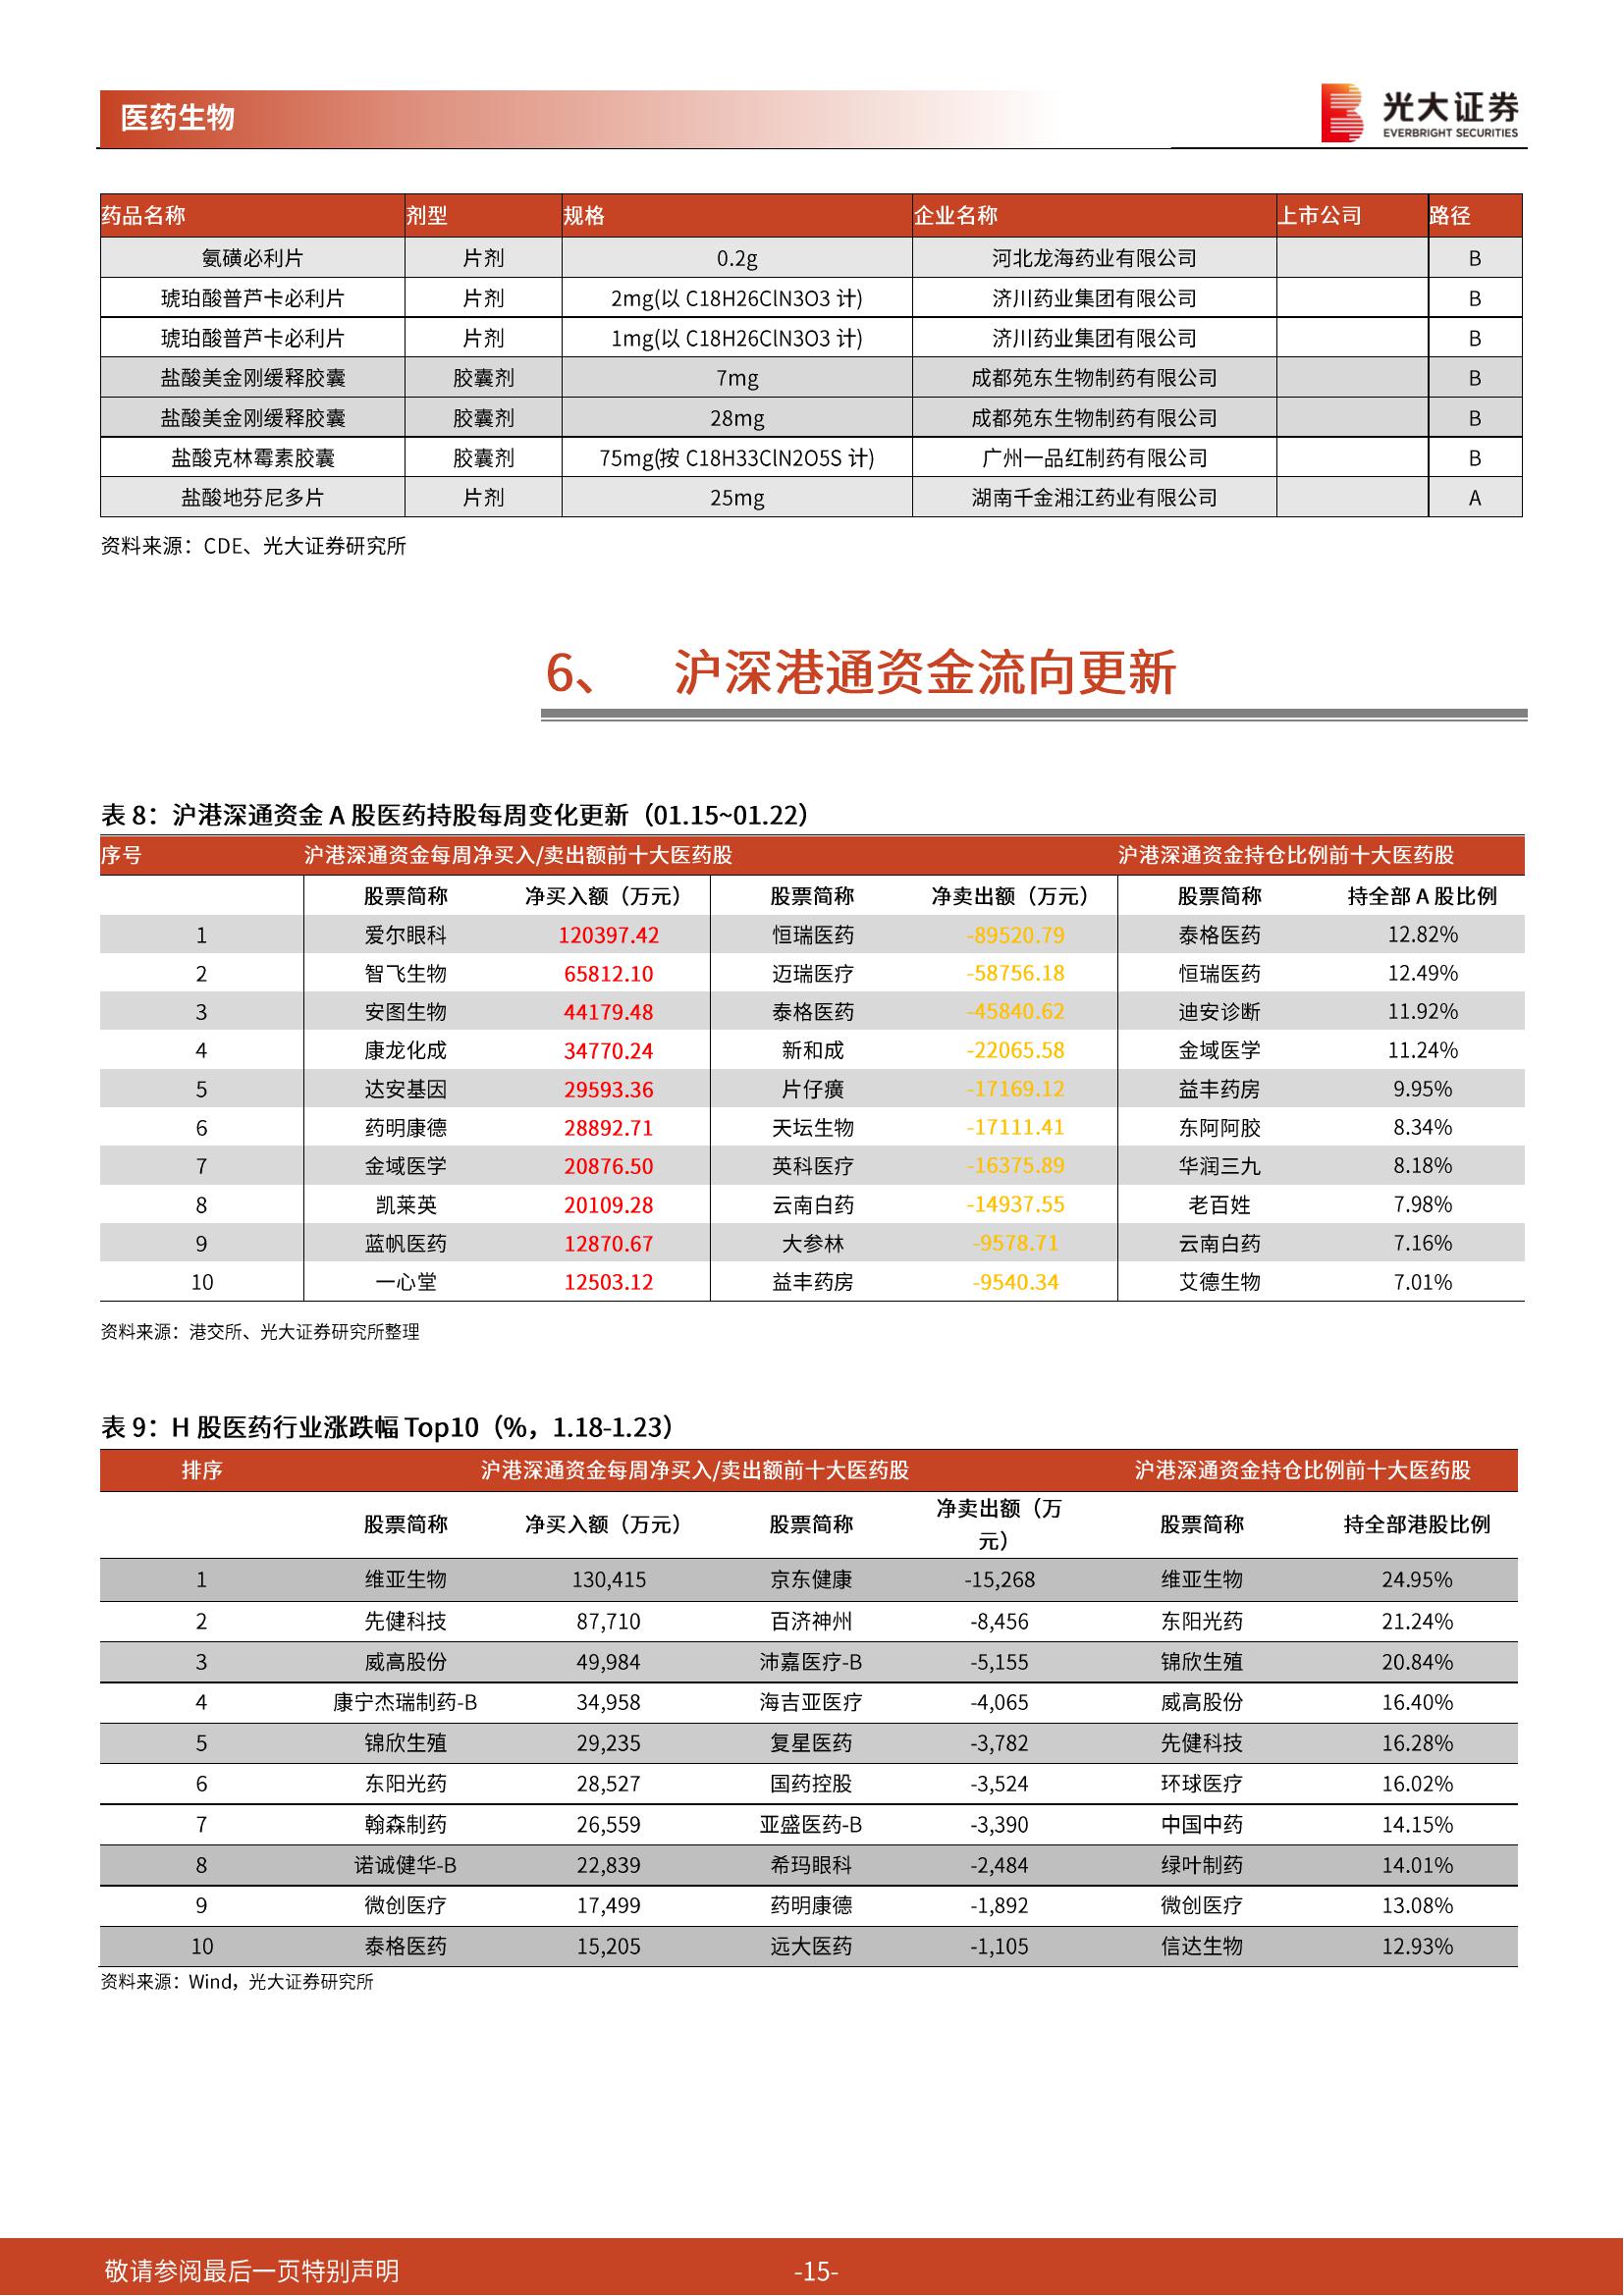 医药生物
光大证券
EVERBRIGHT SECURITIES
药品名称 剂型 规格 企业名称 上市公司 路径
氨磺必利片 片剂 0.2g 河北龙海药业有限公司 B
琥珀酸普芦卡必利片 片剂 2mg(以 C18H26ClN3O3 计) 济川药业集团有限公司 B
琥珀酸普芦卡必利片 片剂 1mg(以 C18H26ClN3O3 计) 济川药业集团有限公司 B
盐酸美金刚缓释胶囊 胶囊剂 7mg 成都苑东生物制药有限公司 B
盐酸美金刚缓释胶囊 胶囊剂 28mg 成都苑东生物制药有限公司 B
盐酸克林霉素胶囊 胶囊剂 75mg(按 C18H33ClN2O5S 计) 广州一品红制药有限公司 B
盐酸地芬尼多片 片剂 25mg 湖南千金湘江药业有限公司 A
资料来源：CDE、光大证券研究所
6、 沪深港通资金流向更新
表 8：沪港深通资金 A 股医药持股每周变化更新（01.15~01.22）
序号 沪港深通资金每周净买入/卖出额前十大医药股 沪港深通资金持仓比例前十大医药股
股票简称 净买入额（万元） 股票简称 净卖出额（万元） 股票简称 持全部 A 股比例
1 爱尔眼科 120397.42 恒瑞医药 -89520.79 泰格医药 12.82%
2 智飞生物 65812.10 迈瑞医疗 -58756.18 恒瑞医药 12.49%
3 安图生物 44179.48 泰格医药 -45840.62 迪安诊断 11.92%
4 康龙化成 34770.24 新和成 -22065.58 金域医学 11.24%
5 达安基因 29593.36 片仔癀 -17169.12 益丰药房 9.95%
6 药明康德 28892.71 天坛生物 -17111.41 东阿阿胶 8.34%
7 金域医学 20876.50 英科医疗 -16375.89 华润三九 8.18%
8 凯莱英 20109.28 云南白药 -14937.55 老百姓 7.98%
9 蓝帆医药 12870.67 大参林 -9578.71 云南白药 7.16%
10 一心堂 12503.12 益丰药房 -9540.34 艾德生物 7.01%
资料来源：港交所、光大证券研究所整理
表 9：H 股医药行业涨跌幅 Top10（%，1.18-1.23）
排序 沪港深通资金每周净买入/卖出额前十大医药股 沪港深通资金持仓比例前十大医药股
股票简称 净买入额（万元） 股票简称 净卖出额（万
元） 股票简称 持全部港股比例
1 维亚生物 130,415 京东健康 -15,268 维亚生物 24.95%
2 先健科技 87,710 百济神州 -8,456 东阳光药 21.24%
3 威高股份 49,984 沛嘉医疗-B -5,155 锦欣生殖 20.84%
4 康宁杰瑞制药-B 34,958 海吉亚医疗 -4,065 威高股份 16.40%
5 锦欣生殖 29,235 复星医药 -3,782 先健科技 16.28%
6 东阳光药 28,527 国药控股 -3,524 环球医疗 16.02%
7 翰森制药 26,559 亚盛医药-B -3,390 中国中药 14.15%
8 诺诚健华-B 22,839 希玛眼科 -2,484 绿叶制药 14.01%
9 微创医疗 17,499 药明康德 -1,892 微创医疗 13.08%
10 泰格医药 15,205 远大医药 -1,105 信达生物 12.93%
资料来源：Wind，光大证券研究所
敬请参阅最后一页特别声明 -15-